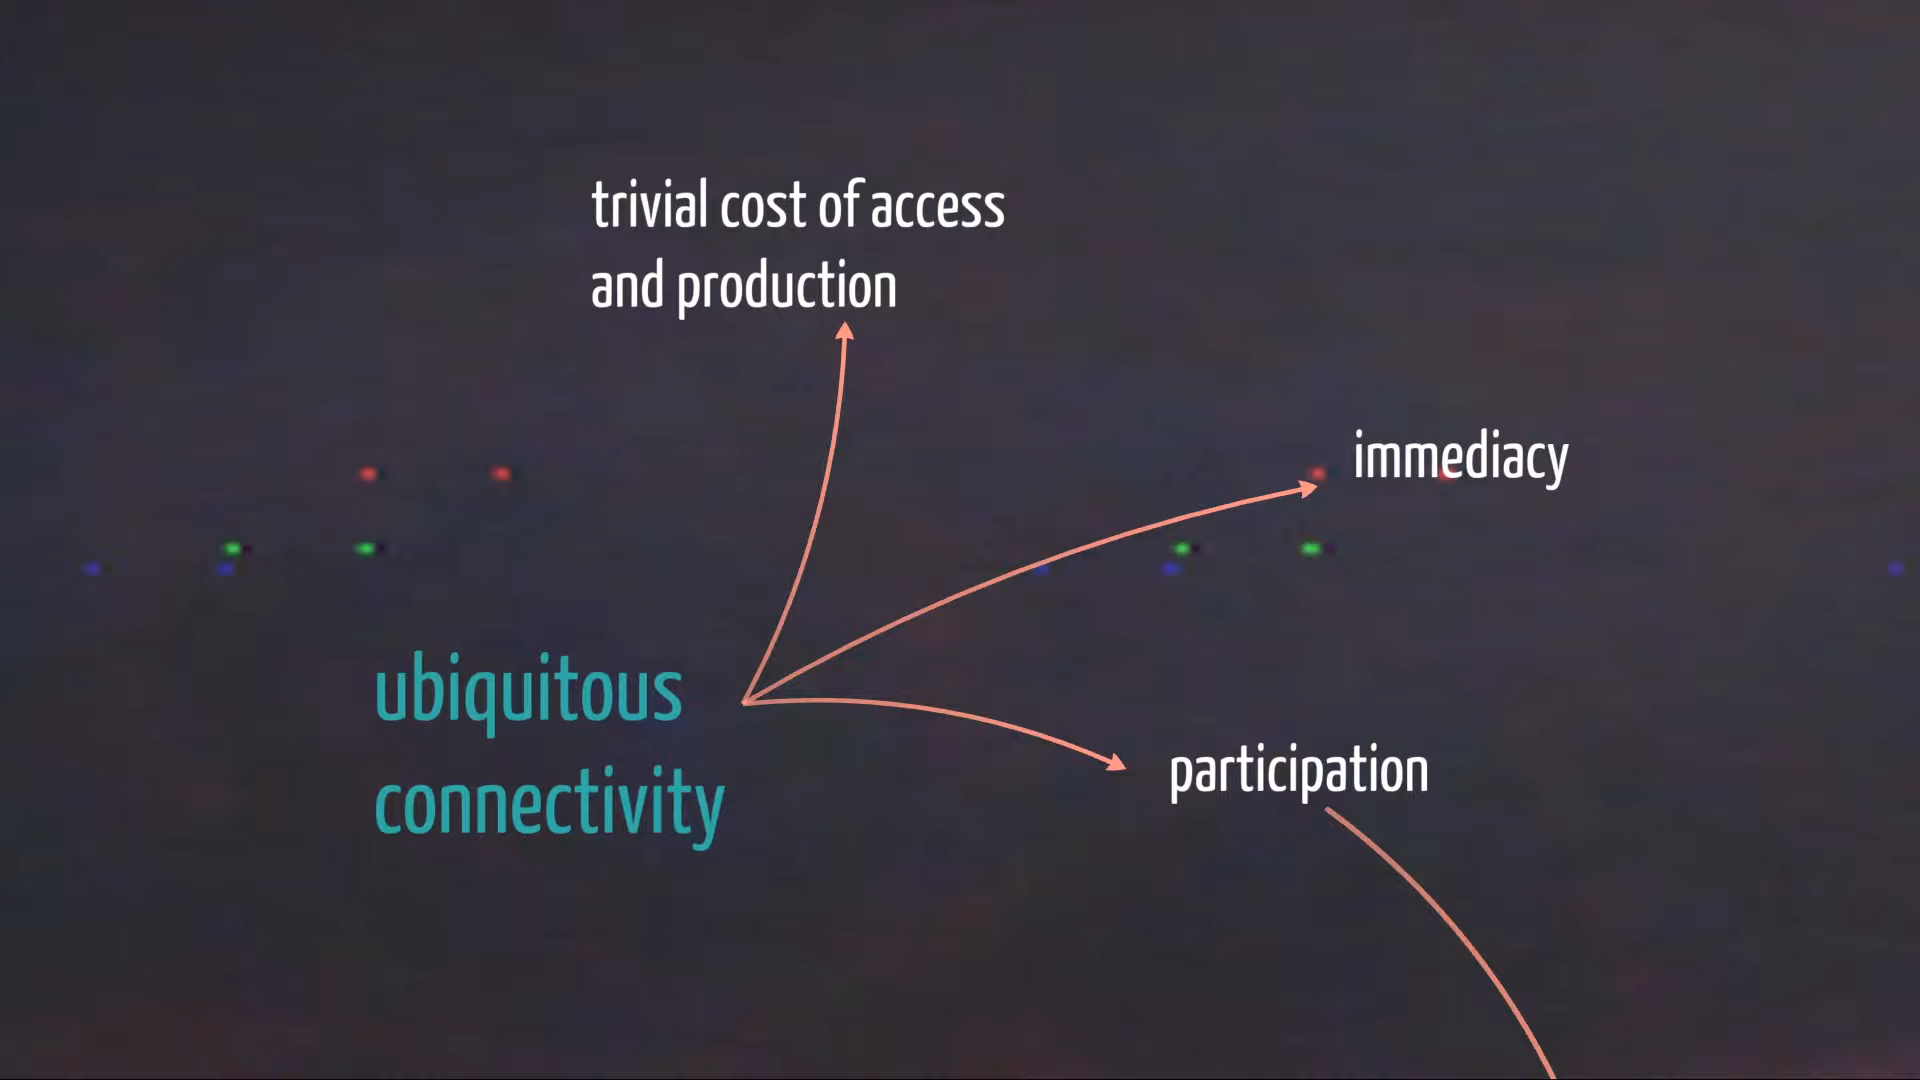 trivial cost of access
and production
immediacy
ubiquitous
connectivity
participation